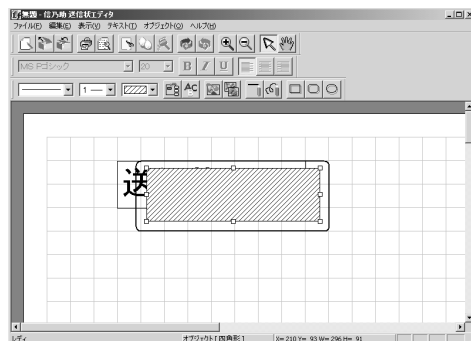 無題 - 信乃助 送信状エディタ
ファイル(F) 編集(E) 表示(V) テキスト(T) オブジェクト(O) ヘルプ(H)
MS Pゴシック 20 B I U
1
AC
送
レディ オブジェクト [四角形] X= 210 Y= 93 W= 296 H= 91